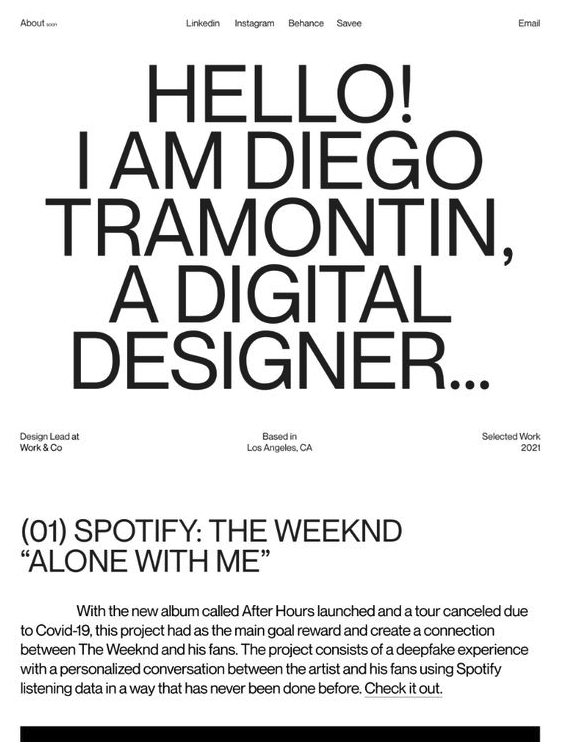 About soon
Linkedin Instagram Behance Savee
Email
HELLO!
I AM DIEGO
TRAMONTIN,
A DIGITAL
DESIGNER...
Design Lead at
Work & Co
Based in
Los Angeles, CA
Selected Work
2021
(01) SPOTIFY: THE WEEKND
“ALONE WITH ME”
With the new album called After Hours launched and a tour canceled due
to Covid-19, this project had as the main goal reward and create a connection
between The Weeknd and his fans. The project consists of a deepfake experience
with a personalized conversation between the artist and his fans using Spotify
listening data in a way that has never been done before. Check it out.